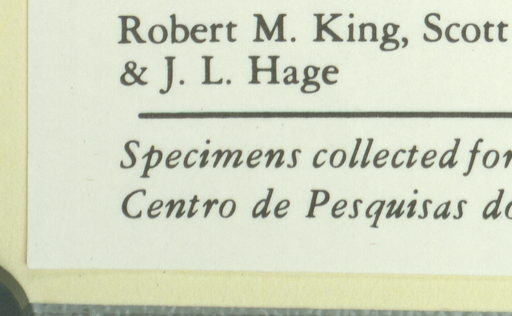 Robert M. King, Scott
& J. L. Hage
Specimens collected for
Centro de Pesquisas do